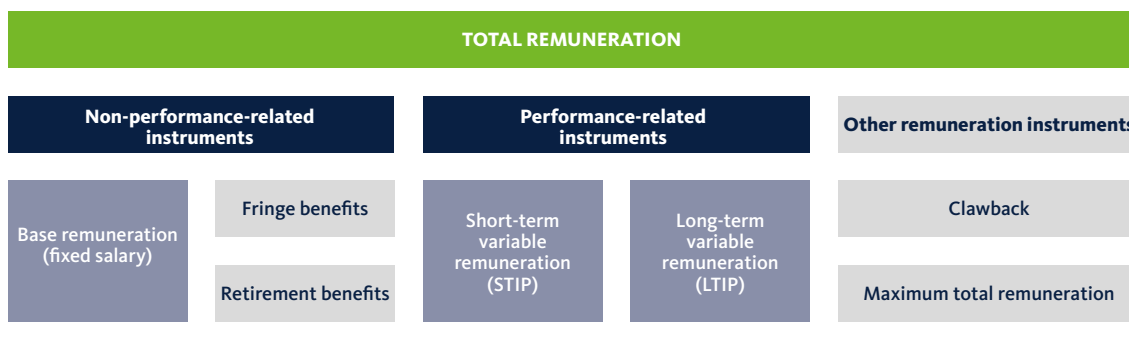 TOTAL REMUNERATION
Non-performance-related
instruments
Performance-related
instruments
Other remuneration instruments
Base remuneration
(fixed salary)
Fringe benefits
Retirement benefits
Short-term
variable
remuneration
(STIP)
Long-term
variable
remuneration
(LTIP)
Clawback
Maximum total remuneration